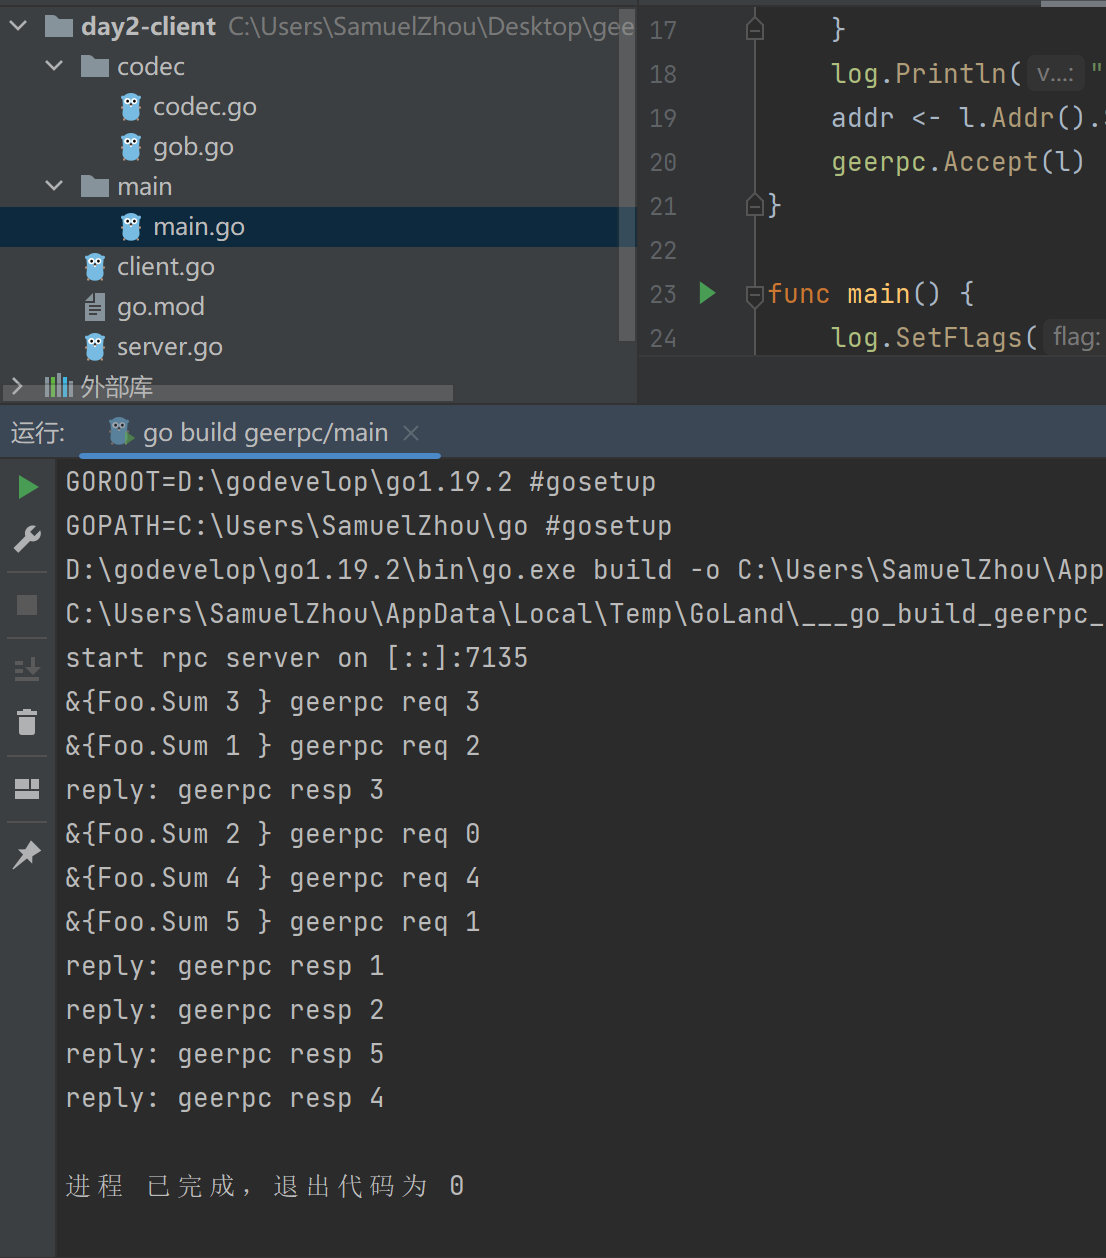 day2-client C:\Users\SamuelZhou\Desktop\gee
codec
codec.go
gob.go
main
main.go
client.go
go.mod
server.go
外部库
17 }
18 log.Println( v...: "
19 addr <- l.Addr().
20 geerpc.Accept(l)
21 }
22
23 func main() {
24 log.SetFlags( flag:
运行: go build geerpc/main
GOROOT=D:\godevelop\go1.19.2 #gosetup
GOPATH=C:\Users\SamuelZhou\go #gosetup
D:\godevelop\go1.19.2\bin\go.exe build -o C:\Users\SamuelZhou\App
C:\Users\SamuelZhou\AppData\Local\Temp\GoLand\___go_build_geerpc_
start rpc server on [::]:7135
&{Foo.Sum 3 } geerpc req 3
&{Foo.Sum 1 } geerpc req 2
reply: geerpc resp 3
&{Foo.Sum 2 } geerpc req 0
&{Foo.Sum 4 } geerpc req 4
&{Foo.Sum 5 } geerpc req 1
reply: geerpc resp 1
reply: geerpc resp 2
reply: geerpc resp 5
reply: geerpc resp 4
进程 已完成，退出代码为 0